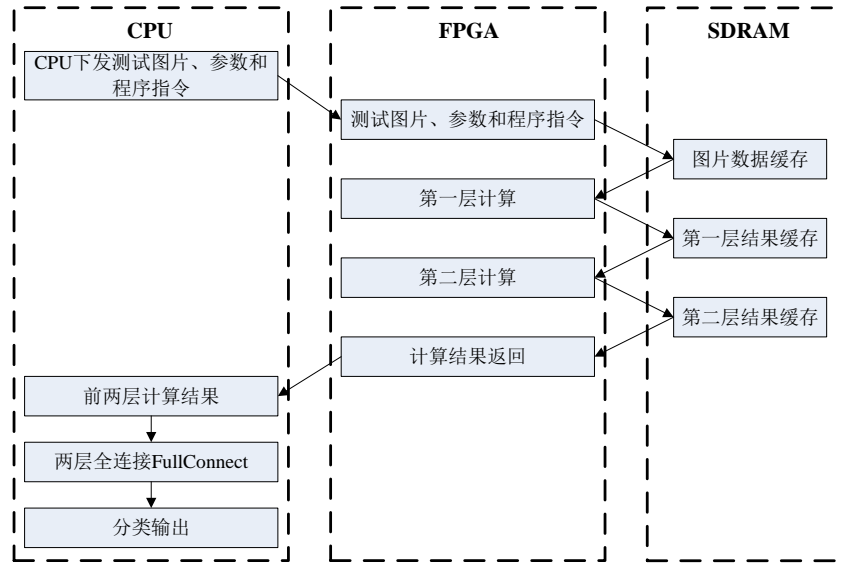 CPU
FPGA
SDRAM
CPU下发测试图片、参数和
程序指令
测试图片、参数和程序指令
图片数据缓存
第一层计算
第一层结果缓存
第二层计算
第二层结果缓存
计算结果返回
前两层计算结果
两层全连接FullConnect
分类输出